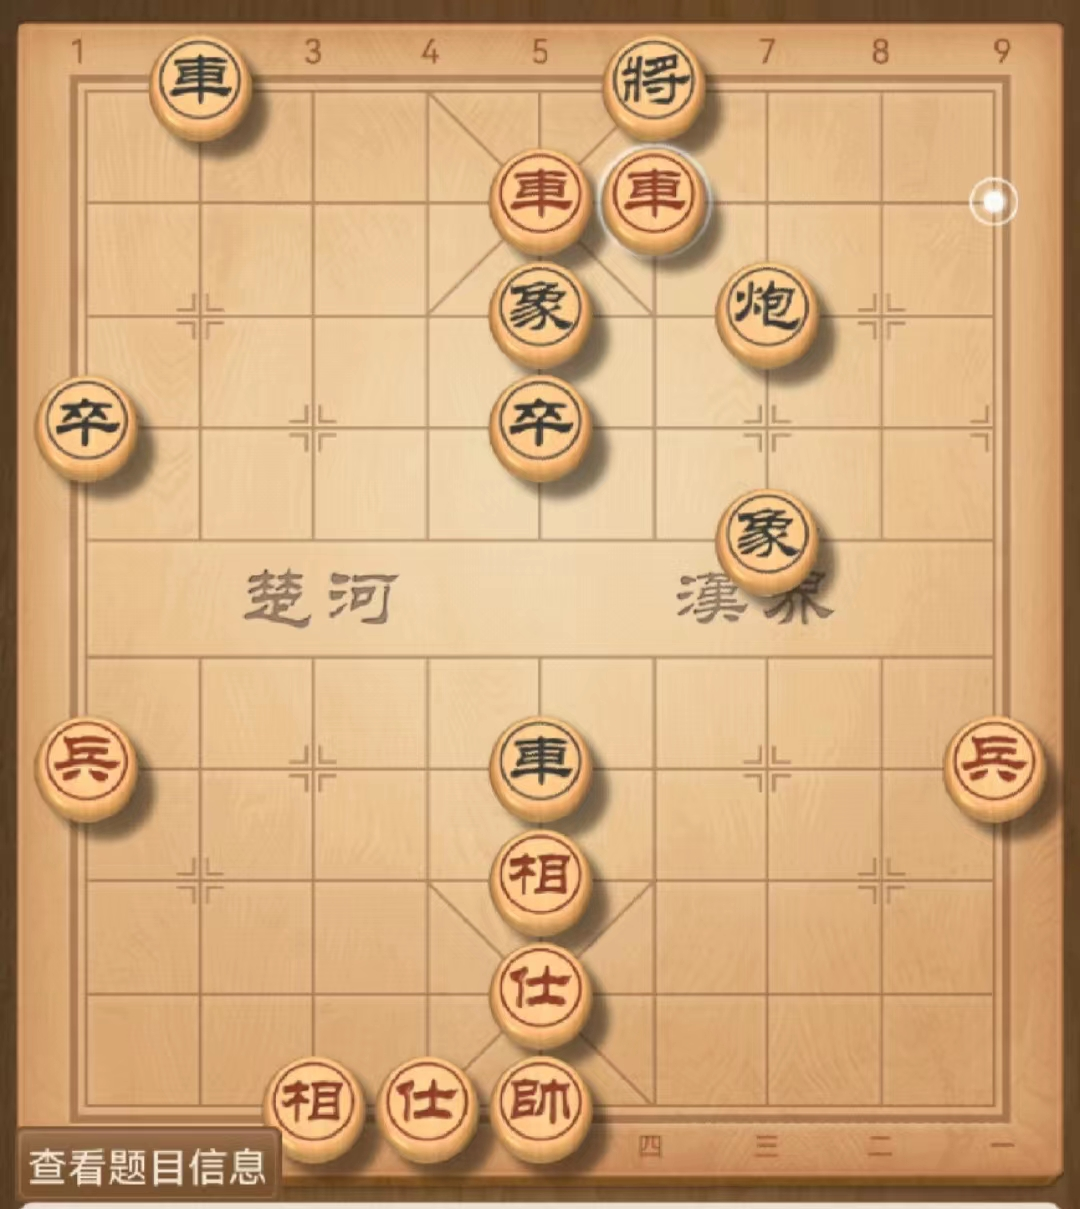 1 3 4 5 7 8 9
車 將
車 車
象 炮
卒 卒
象
楚河 漢界
兵 車 兵
相
仕
相 仕 帥
四 三 二 一
查看题目信息